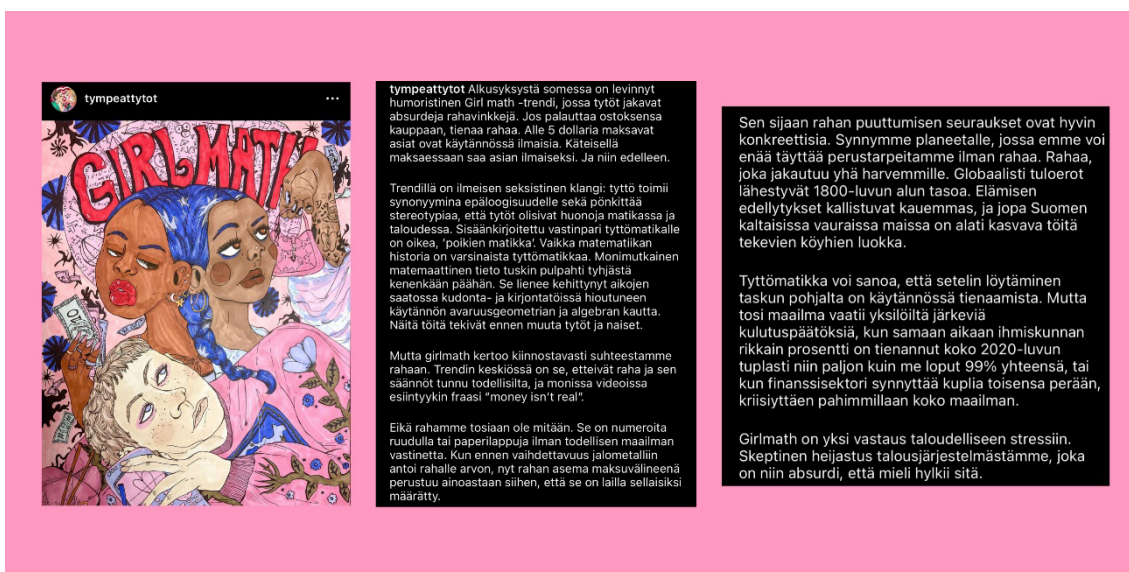 tympeattytot
GIRL MATH
tympeattytot Alkusyksystä somessa on levinnyt
humoristinen Girl math -trendi, jossa tytöt jakavat
absurdeja rahavinkkejä. Jos palauttaa ostoksensa
kauppaan, tienaa rahaa. Alle 5 dollaria maksavat
asiat ovat käytännössä ilmaisia. Käteisellä
maksaessaan saa asian ilmaiseksi. Ja niin edelleen.
Trendillä on ilmeisen seksistinen klangi: tyttö toimii
synonyymina epäloogisuudelle sekä pönkittää
stereotypiaa, että tytöt olisivat huonoja matikassa ja
taloudessa. Sisäänkirjoitettu vastinpari tyttömatikalle
on oikea, ‘poikien matikka’. Vaikka matematiikan
historia on varsinaista tyttömatikkaa. Monimutkainen
matemaattinen tieto tuskin pulpahti tyhjästä
kenenkään päähän. Se lienee kehittynyt aikojen
saatossa kudonta- ja kirjontatöissä hioutuneen
käytännön avaruusgeometrian ja algebran kautta.
Näitä töitä tekivät ennen muuta tytöt ja naiset.
Mutta girlmath kertoo kiinnostavasti suhteestamme
rahaan. Trendin keskiössä on se, etteivät raha ja sen
säännöt tunnu todellisilta, ja monissa videoissa
esiintyykin fraasi “money isn’t real”.
Eikä rahamme tosiaan ole mitään. Se on numeroita
ruudulla tai paperilappuja ilman todellisen maailman
vastinetta. Kun ennen vaihdettavuus jalometalliin
antoi rahalle arvon, nyt rahan asema maksuvälineenä
perustuu ainoastaan siihen, että se on lailla sellaisiksi
määrätty.
Sen sijaan rahan puuttumisen seuraukset ovat hyvin
konkreettisia. Synnymme planeetalle, jossa emme voi
enää täyttää perustarpeitamme ilman rahaa. Rahaa,
joka jakautuu yhä harvemmille. Globaalisti tuloerot
lähestyvät 1800-luvun alun tasoa. Elämisen
edellytykset kallistuvat kauemmas, ja jopa Suomen
kaltaisissa vauraissa maissa on alati kasvava töitä
tekevien köyhien luokka.
Tyttömatikka voi sanoa, että setelin löytäminen
taskun pohjalta on käytännössä tienaamista. Mutta
tosi maailma vaatii yksilöiltä järkeviä
kulutuspäätöksiä, kun samaan aikaan ihmiskunnan
rikkain prosentti on tienannut koko 2020-luvun
tuplasti niin paljon kuin me loput 99% yhteensä, tai
kun finanssisektori synnyttää kuplia toisensa perään,
kriisiyttäen pahimmillaan koko maailman.
Girlmath on yksi vastaus taloudelliseen stressiin.
Skeptinen heijastus talousjärjestelmästämme, joka
on niin absurdi, että mieli hylkii sitä.